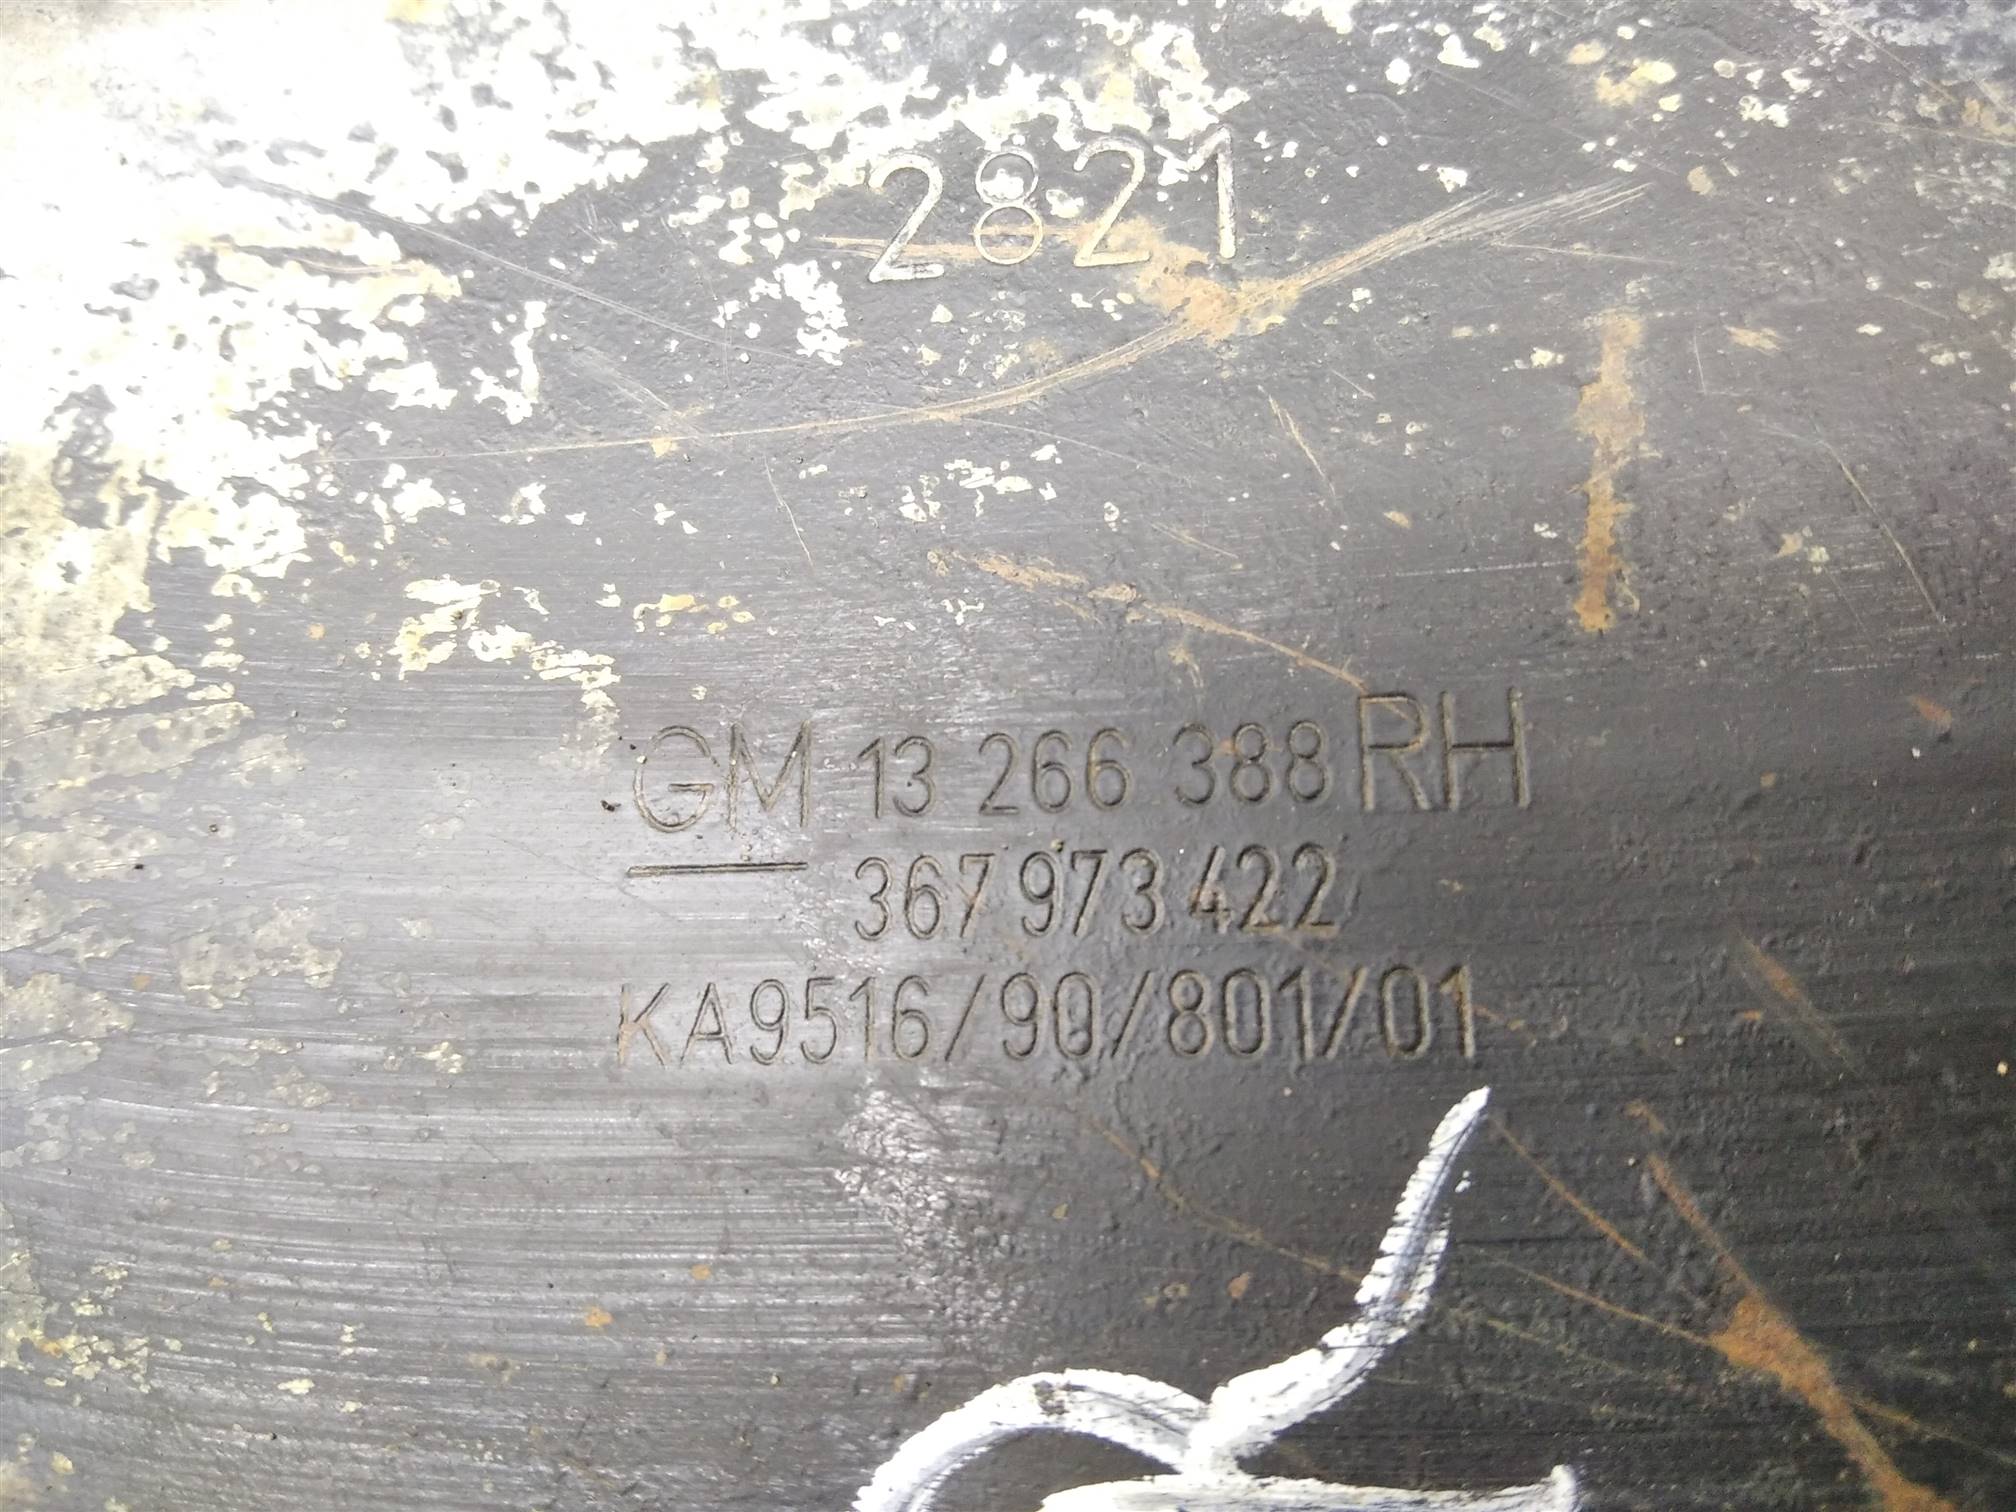 2821
GM 13 266 388 RH
367 973 422
KA9516/90/801/01